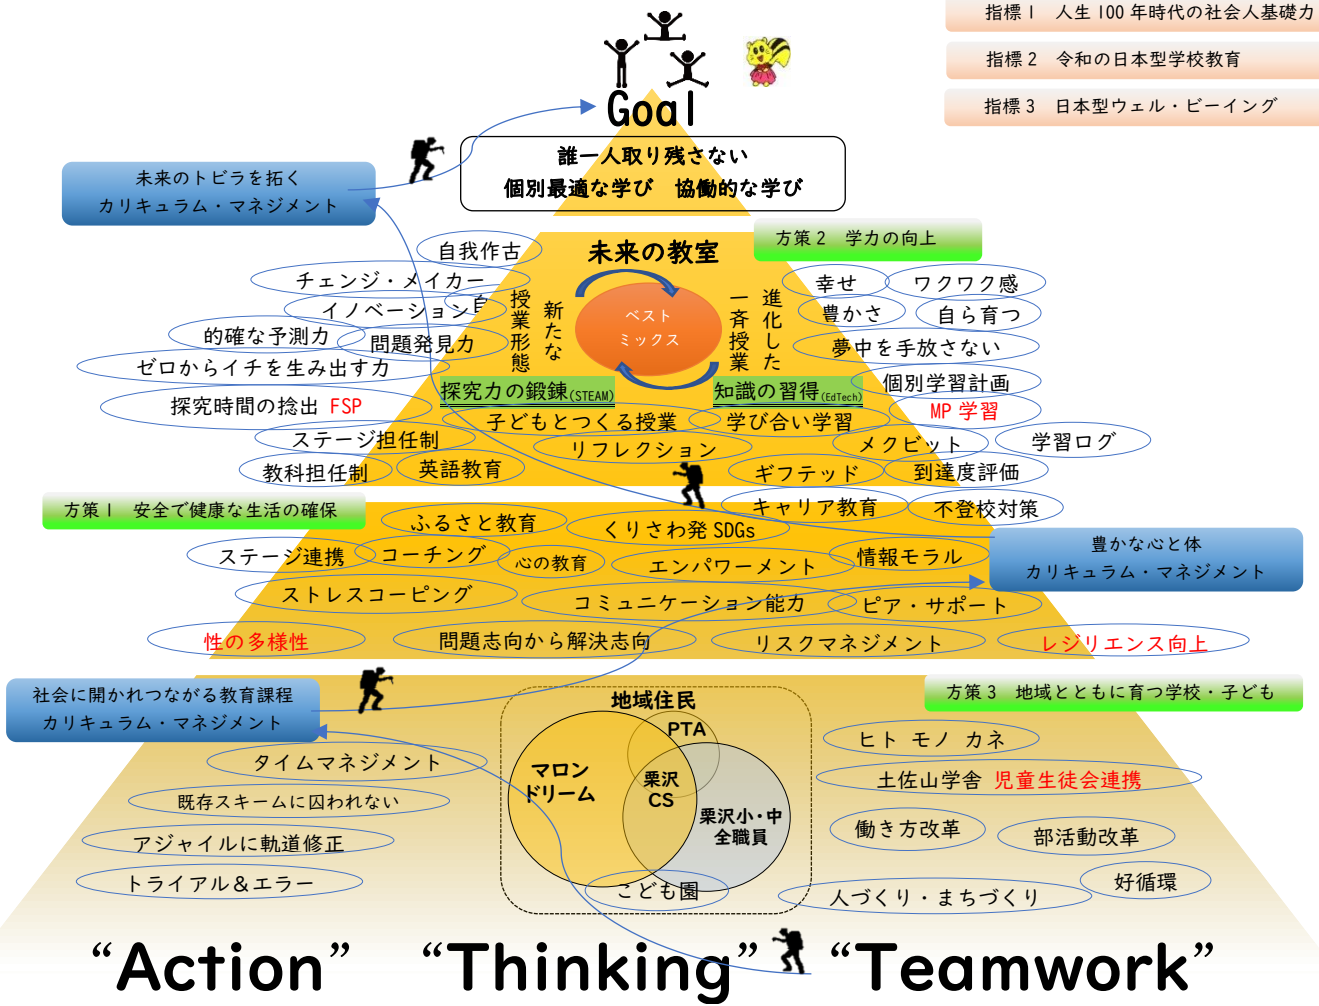 指標1 人生100年時代の社会人基礎力
指標2 令和の日本型学校教育
指標3 日本型ウェル・ビーイング
Goal
誰一人取り残さない
個別最適な学び 協働的な学び
未来のトビラを拓く
カリキュラム・マネジメント
方策2 学力の向上
未来の教室
自我作古
チェンジ・メイカー
イノベーション
自
的確な予測力
問題発見力
ゼロからイチを生み出す力
探究時間の捻出 FSP
ステージ担任制
教科担任制
英語教育
新たな
授業形態
ベスト
ミックス
進化した
一斉授業
探究力の鍛錬(STEAM)
知識の習得(EdTech)
子どもとつくる授業
学び合い学習
リフレクション
幸せ
ワクワク感
豊かさ
自ら育つ
夢中を手放さない
個別学習計画
MP学習
メクビット
学習ログ
ギフテッド
到達度評価
キャリア教育
不登校対策
方策1 安全で健康な生活の確保
ふるさと教育
くりさわ発SDGs
ステージ連携
コーチング
心の教育
エンパワーメント
情報モラル
豊かな心と体
カリキュラム・マネジメント
ストレスコーピング
コミュニケーション能力
ピア・サポート
性の多様性
問題志向から解決志向
リスクマネジメント
レジリエンス向上
社会に開かれつながる教育課程
カリキュラム・マネジメント
方策3 地域とともに育つ学校・子ども
地域住民
PTA
マロン
ドリーム
栗沢
CS
栗沢小・中
全職員
こども園
タイムマネジメント
既存スキームに囚われない
アジャイルに軌道修正
トライアル&エラー
ヒト モノ カネ
土佐山学舎 児童生徒会連携
働き方改革
部活動改革
好循環
人づくり・まちづくり
“Action” “Thinking” “Teamwork”